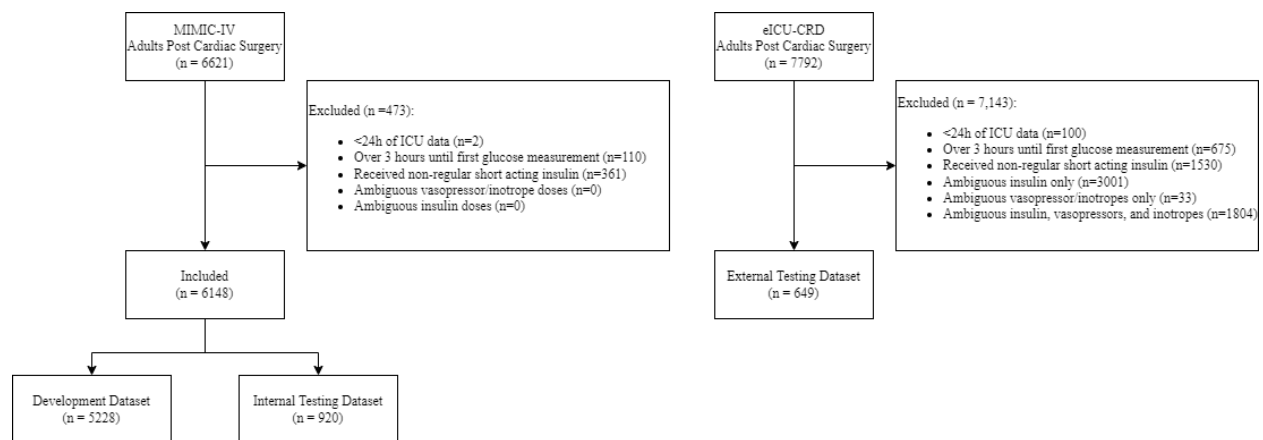 MIMIC-IV
Adults Post Cardiac Surgery
(n = 6621)
Excluded (n =473):
• <24h of ICU data (n=2)
• Over 3 hours until first glucose measurement (n=110)
• Received non-regular short acting insulin (n=361)
• Ambiguous vasopressor/inotrope doses (n=0)
• Ambiguous insulin doses (n=0)
Included
(n = 6148)
Development Dataset
(n = 5228)
Internal Testing Dataset
(n = 920)
eICU-CRD
Adults Post Cardiac Surgery
(n = 7792)
Excluded (n = 7,143):
• <24h of ICU data (n=100)
• Over 3 hours until first glucose measurement (n=675)
• Received non-regular short acting insulin (n=1530)
• Ambiguous insulin only (n=3001)
• Ambiguous vasopressor/inotropes only (n=33)
• Ambiguous insulin, vasopressors, and inotropes (n=1804)
External Testing Dataset
(n = 649)